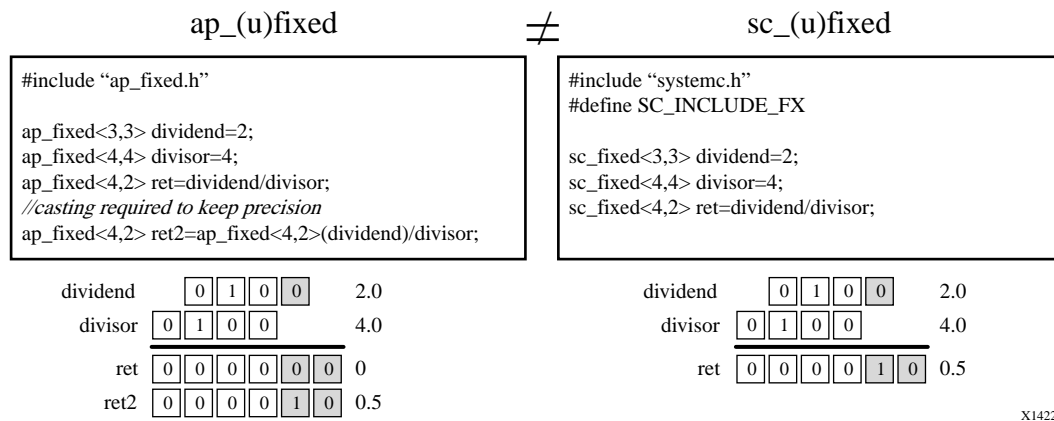 ap_(u)fixed ≠ sc_(u)fixed
#include “ap_fixed.h”
ap_fixed<3,3> dividend=2;
ap_fixed<4,4> divisor=4;
ap_fixed<4,2> ret=dividend/divisor;
//casting required to keep precision
ap_fixed<4,2> ret2=ap_fixed<4,2>(dividend)/divisor;
#include “systemc.h”
#define SC_INCLUDE_FX
sc_fixed<3,3> dividend=2;
sc_fixed<4,4> divisor=4;
sc_fixed<4,2> ret=dividend/divisor;
dividend 0 1 0 0 2.0
divisor 0 1 0 0 4.0
ret 0 0 0 0 0 0 0
ret2 0 0 0 0 1 0 0.5
dividend 0 1 0 0 2.0
divisor 0 1 0 0 4.0
ret 0 0 0 0 1 0 0.5
X1422